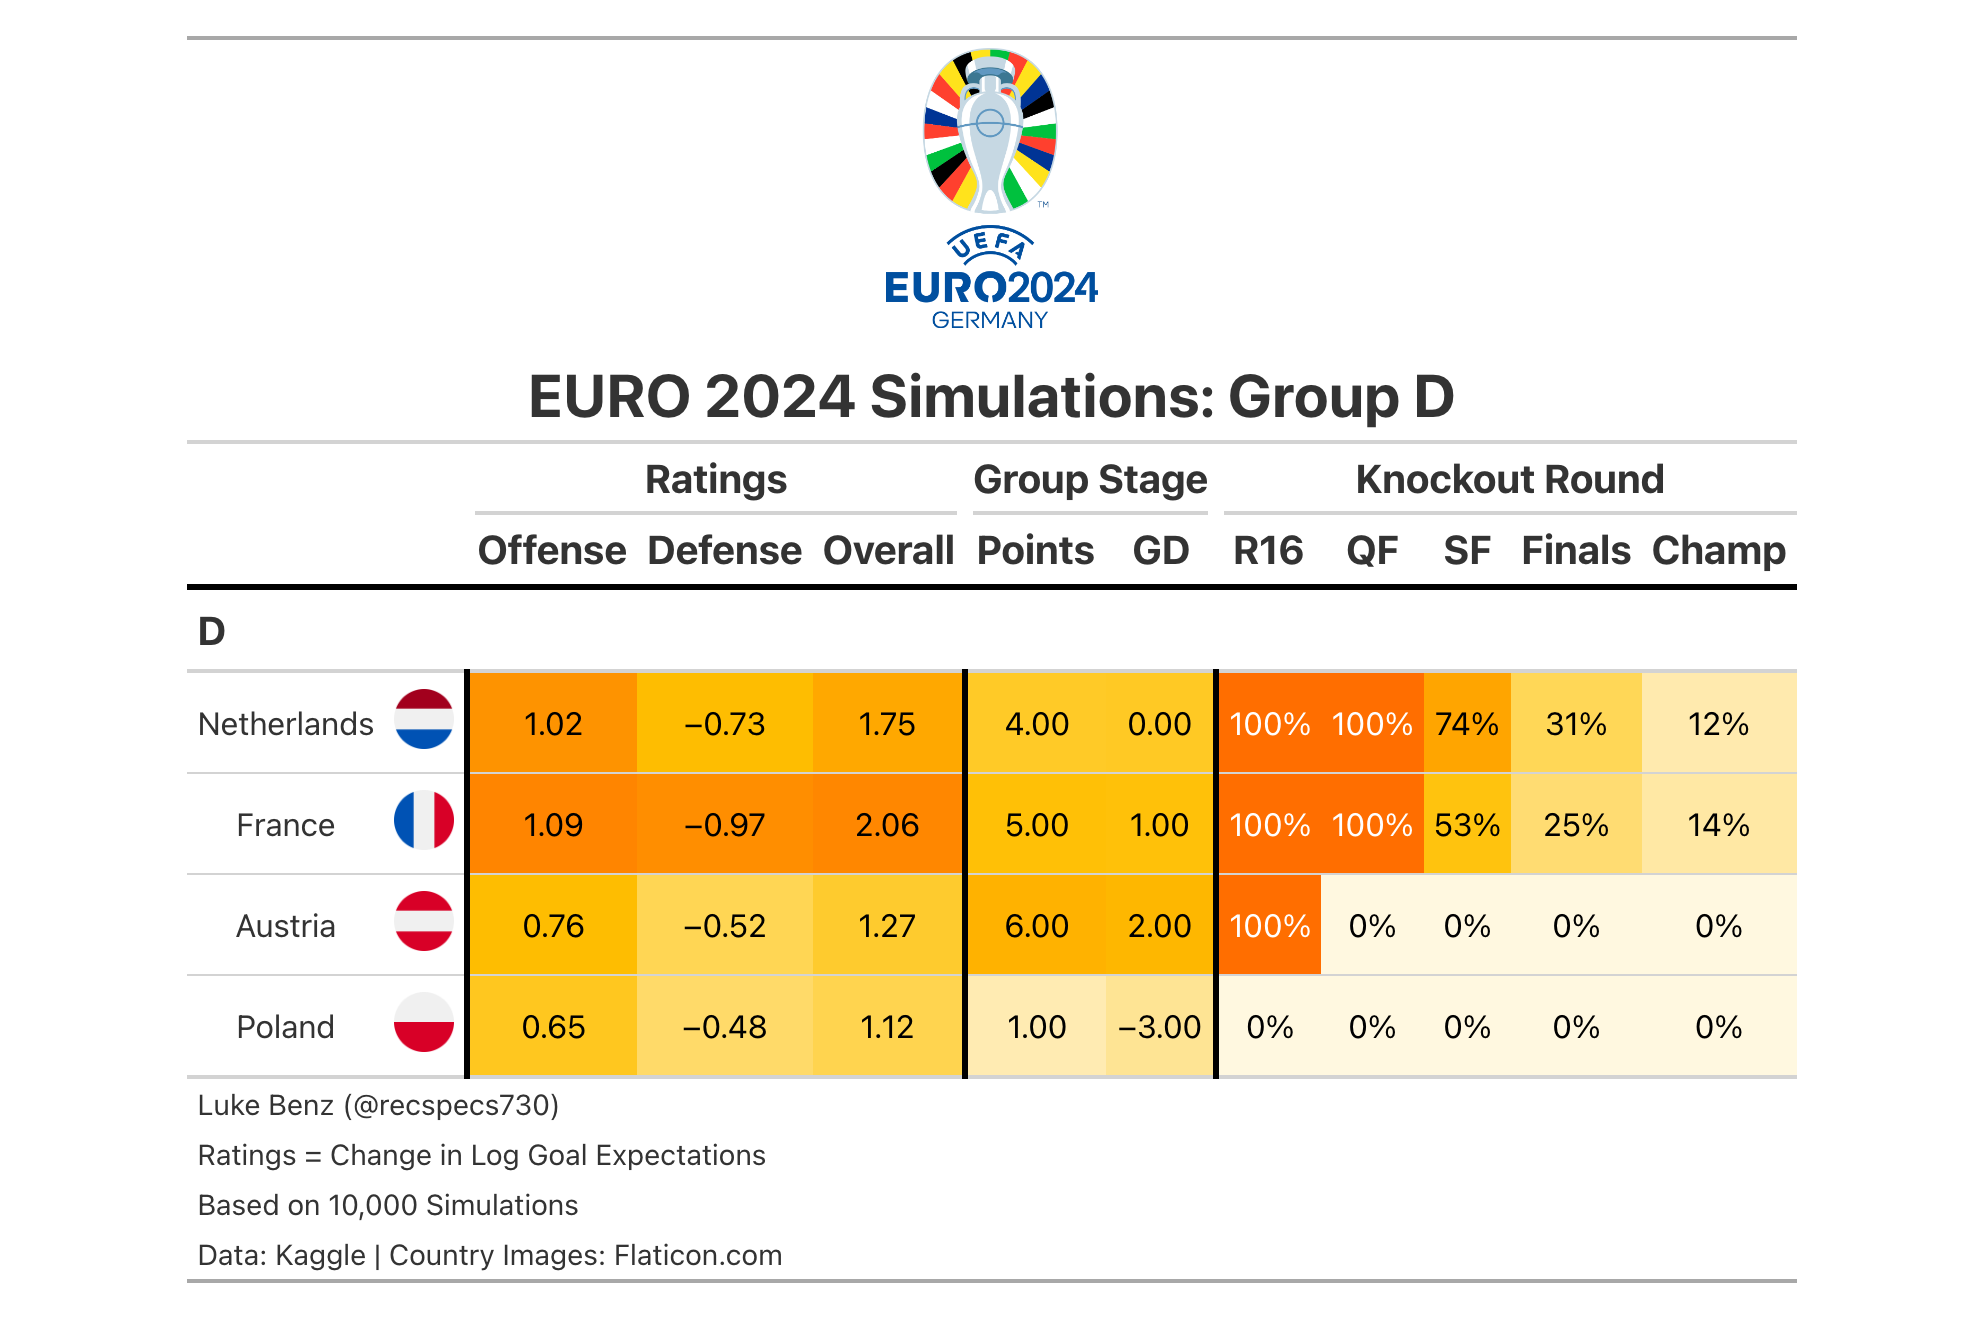 TM
UEFA
EURO2024
GERMANY
EURO 2024 Simulations: Group D
Ratings Group Stage Knockout Round
Offense Defense Overall Points GD R16 QF SF Finals Champ
D
Netherlands 1.02 −0.73 1.75 4.00 0.00 100% 100% 74% 31% 12%
France 1.09 −0.97 2.06 5.00 1.00 100% 100% 53% 25% 14%
Austria 0.76 −0.52 1.27 6.00 2.00 100% 0% 0% 0% 0%
Poland 0.65 −0.48 1.12 1.00 −3.00 0% 0% 0% 0% 0%
Luke Benz (@recspecs730)
Ratings = Change in Log Goal Expectations
Based on 10,000 Simulations
Data: Kaggle | Country Images: Flaticon.com